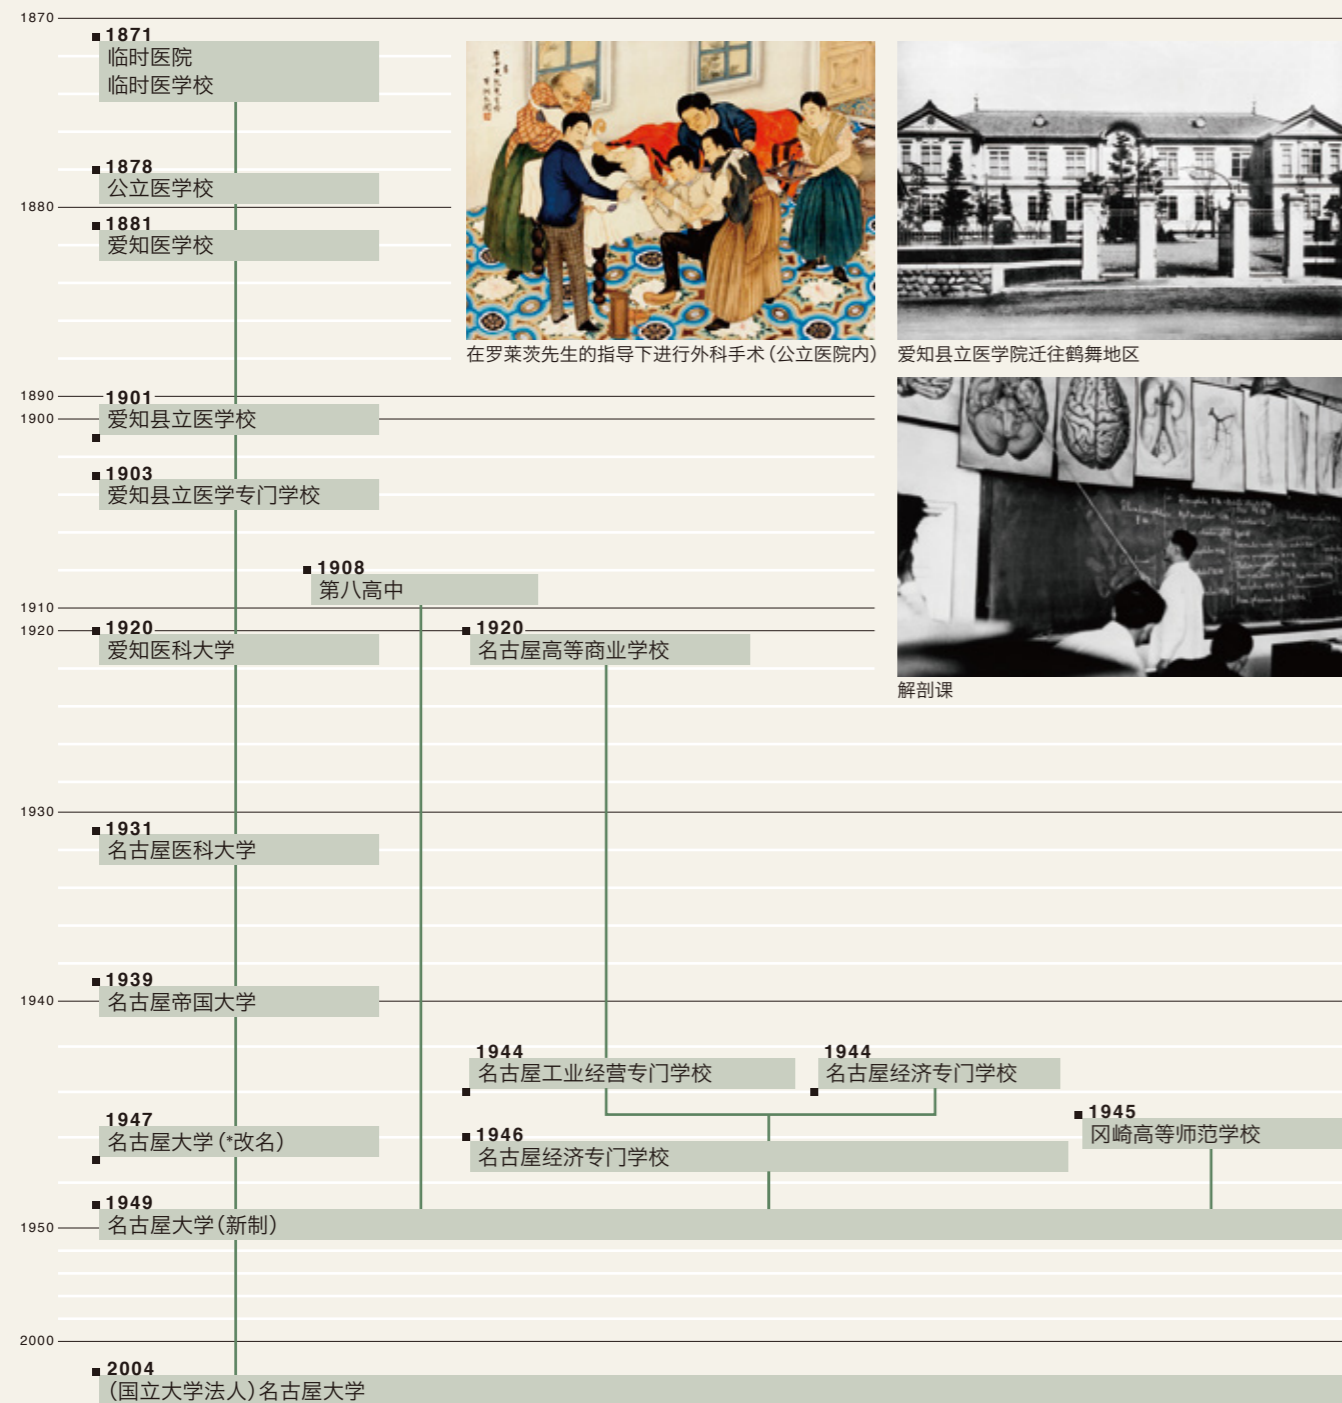 1870
1871
临时医院
临时医学校
1878
公立医学校
1880
1881
爱知医学校
在罗莱茨先生的指导下进行外科手术（公立医院内）
爱知县立医学院迁往鹤舞地区
1890
1901
爱知县立医学校
1900
1903
爱知县立医学专门学校
1908
第八高中
1910
1920
1920
爱知医科大学
1920
名古屋高等商业学校
解剖课
1930
1931
名古屋医科大学
1939
名古屋帝国大学
1940
1944
名古屋工业经营专门学校
1944
名古屋经济专门学校
1945
冈崎高等师范学校
1947
名古屋大学（*改名）
1946
名古屋经济专门学校
1949
名古屋大学（新制）
1950
2000
2004
（国立大学法人）名古屋大学